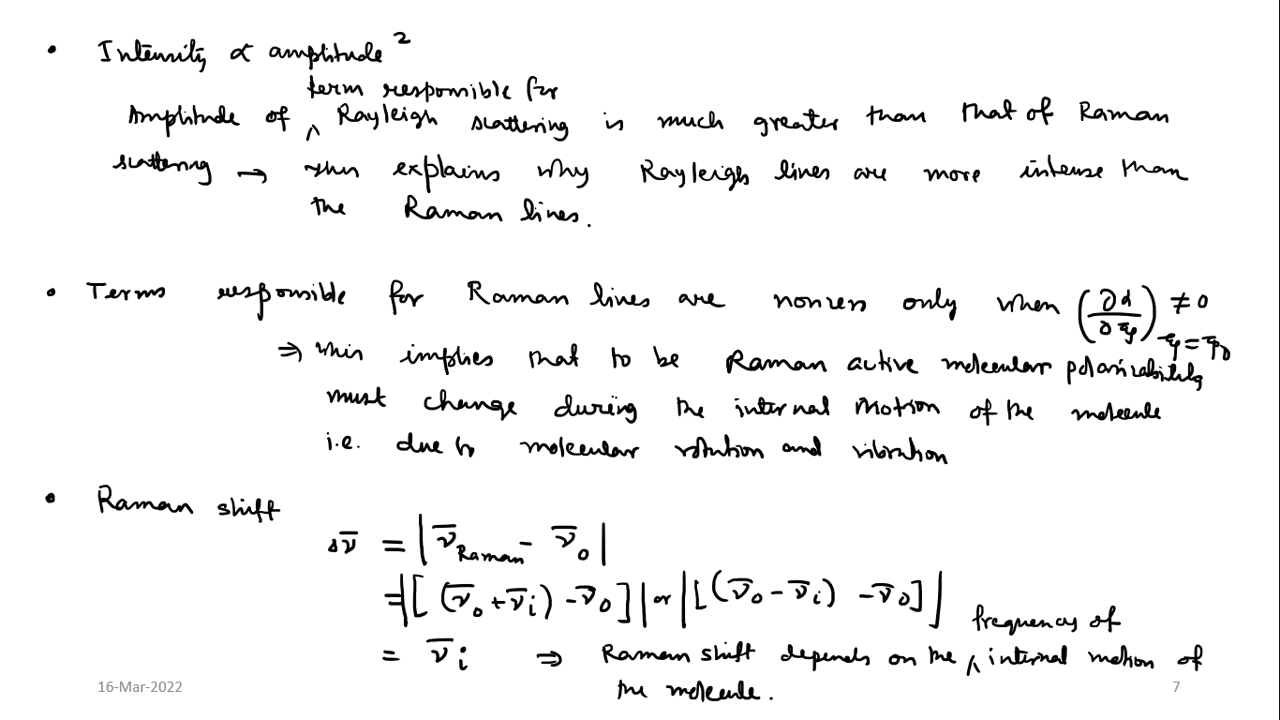 • Intensity ∝ amplitude²
term responsible for
Amplitude of ^ Rayleigh scattering is much greater than that of Raman
scattering → this explains why Rayleigh lines are more intense than
the Raman lines.
• Terms responsible for Raman lines are nonzero only when (∂α/∂ξ)_{ξ=ξ₀} ≠ 0
⇒ this implies that to be Raman active molecular polarizability
must change during the internal motion of the molecule
i.e. due to molecular rotation and vibration
• Raman shift
Δν̄ = |ν̄_Raman - ν̄₀|
= |[(ν̄₀ + ν̄i) - ν̄₀]| or |[(ν̄₀ - ν̄i) - ν̄₀]|
frequency of
= ν̄i ⇒ Raman shift depends on the ^ internal motion of
the molecule.
16-Mar-2022
7